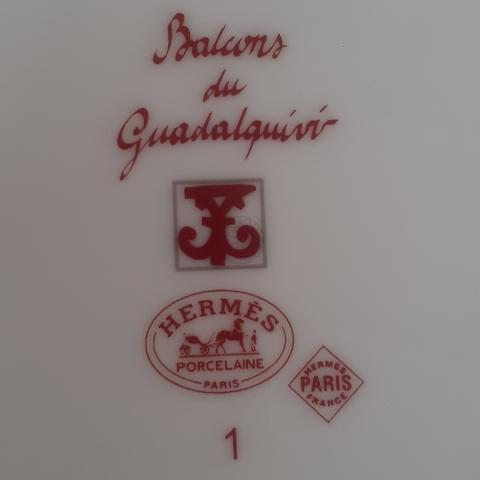 Balcons
du
Guadalquivir
HERMÈS
PORCELAINE
PARIS
HERMÈS
PARIS
FRANCE
1